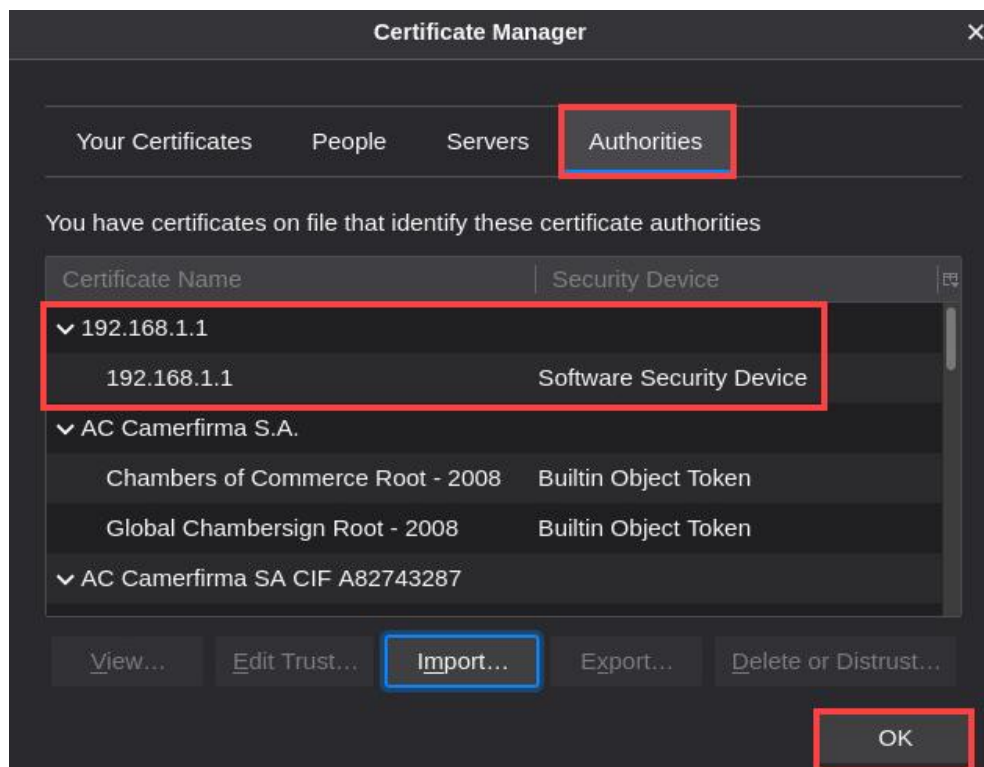 Certificate Manager
Your Certificates People Servers Authorities
You have certificates on file that identify these certificate authorities
Certificate Name Security Device
192.168.1.1
192.168.1.1 Software Security Device
AC Camerfirma S.A.
Chambers of Commerce Root - 2008 Builtin Object Token
Global Chambersign Root - 2008 Builtin Object Token
AC Camerfirma SA CIF A82743287
View… Edit Trust… Import… Export… Delete or Distrust…
OK